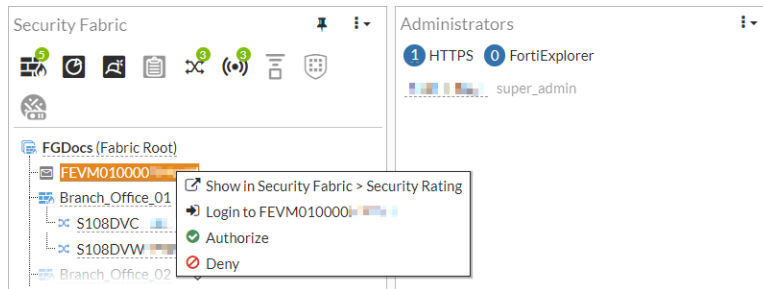 Security Fabric
5
3
3
FGDocs (Fabric Root)
FEVM010000
Branch_Office_01
S108DVC
S108DVW
Branch_Office_02
Show in Security Fabric > Security Rating
Login to FEVM010000
Authorize
Deny
Administrators
1 HTTPS 0 FortiExplorer
super_admin